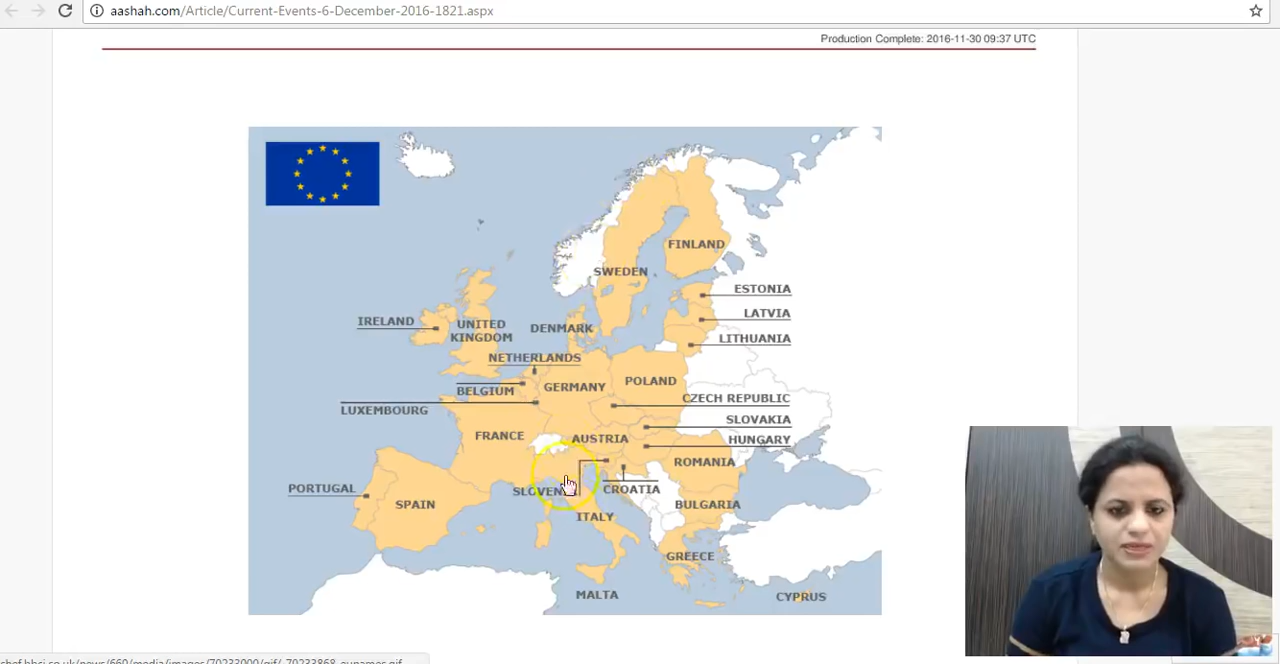 aashah.com/Article/Current-Events-6-December-2016-1821.aspx
Production Complete: 2016-11-30 09:37 UTC
FINLAND
SWEDEN
ESTONIA
LATVIA
IRELAND
UNITED
KINGDOM
DENMARK
LITHUANIA
NETHERLANDS
GERMANY
POLAND
BELGIUM
CZECH REPUBLIC
LUXEMBOURG
SLOVAKIA
FRANCE
AUSTRIA
HUNGARY
ROMANIA
PORTUGAL
SPAIN
CROATIA
BULGARIA
ITALY
GREECE
MALTA
CYPRUS